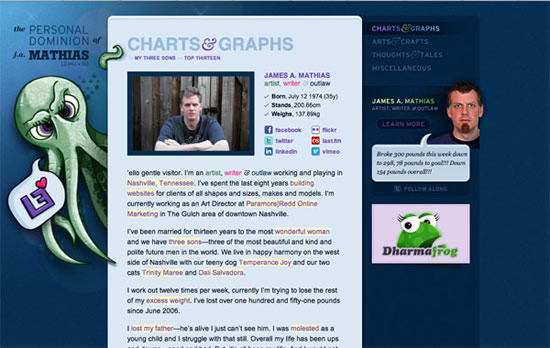 the PERSONAL
DOMINION of
j.a. MATHIAS
CHARTS & GRAPHS
MY THREE SONS — TOP THIRTEEN
JAMES A. MATHIAS
artist, writer & outlaw
Born, July 12 1974 (35y)
Stands, 200.66cm
Weighs, 137.89kg
facebook
flickr
twitter
last.fm
linkedin
vimeo
'ello gentle visitor. I'm an artist, writer & outlaw working and playing in
Nashville, Tennessee. I've spent the last eight years building
websites for clients of all shapes and sizes, makes and models. I'm
currently working as an Art Director at Paramore|Redd Online
Marketing in The Gulch area of downtown Nashville.
I've been married for thirteen years to the most wonderful woman
and we have three sons—three of the most beautiful and kind and
polite future men in the world. We live in happy harmony on the west
side of Nashville with our teeny dog Temperance Joy and our two
cats Trinity Maree and Dali Salvadora.
I work out twelve times per week, currently I'm trying to lose the rest
of my excess weight. I've lost over one hundred and fifty-one pounds
since June 2006.
I lost my father—he's alive I just can't see him. I was molested as a
young child and I struggle with that still. Overall my life has been
CHARTS & GRAPHS
ARTS & CRAFTS
THOUGHTS & TALES
MISCELLANEOUS
JAMES A. MATHIAS
ARTIST, WRITER & OUTLAW
LEARN MORE
Broke 300 pounds this week down
to 298, 78 pounds to goal!!! Down
154 pounds overall!!!
FOLLOW ALONG
Dharmafrog